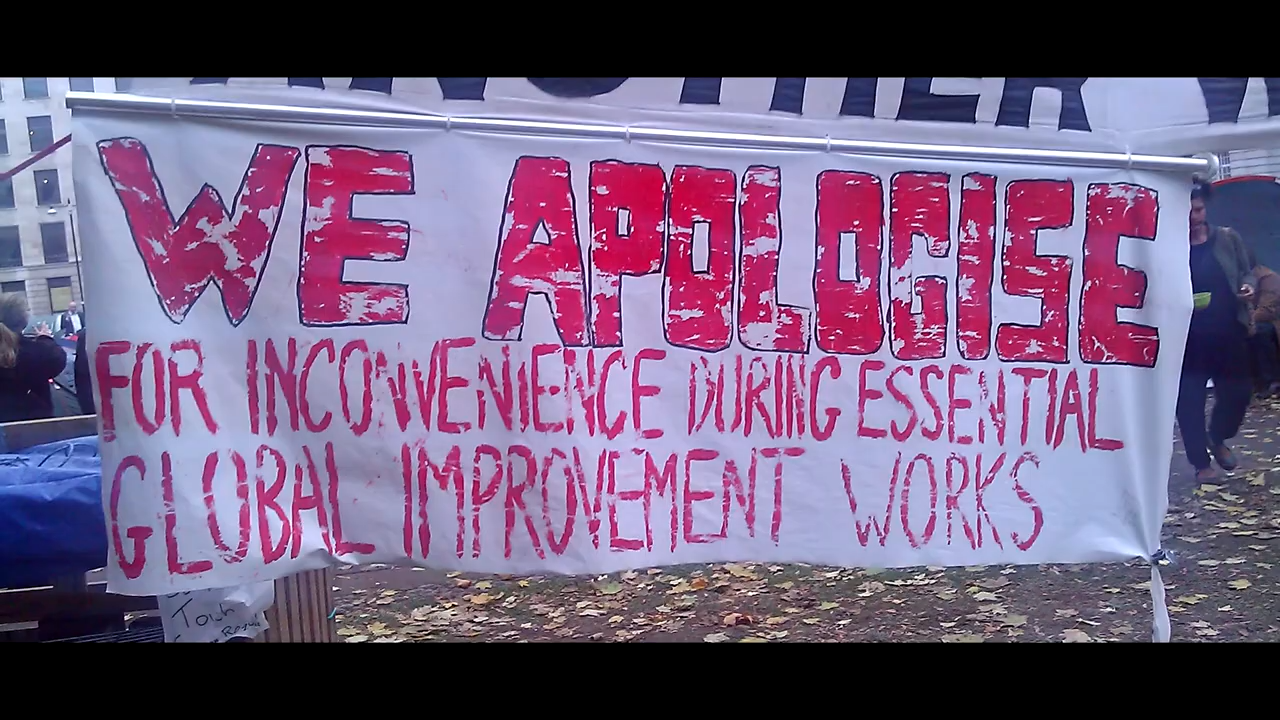 WE APOLOGISE
FOR INCONVENIENCE DURING ESSENTIAL
GLOBAL IMPROVEMENT WORKS